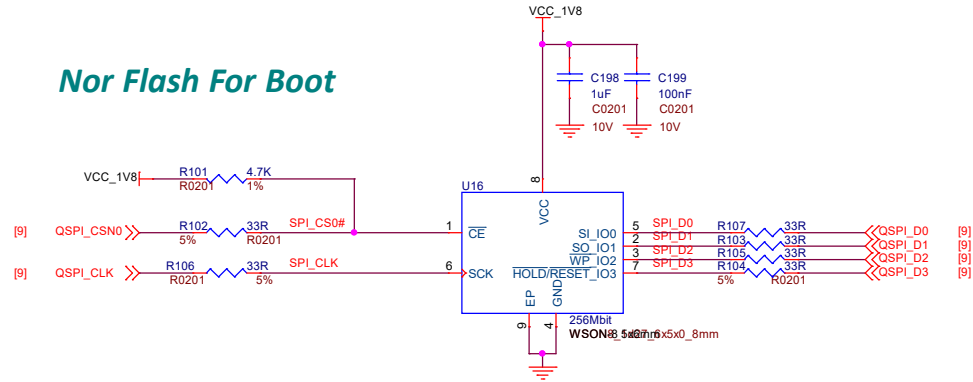 VCC_1V8
Nor Flash For Boot
C198
1uF
C0201
10V
C199
100nF
C0201
10V
VCC_1V8
R101
4.7K
R0201
1%
U16
8
VCC
[9]
QSPI_CSN0
R102
33R
5%
R0201
SPI_CS0#
1
CE
[9]
QSPI_CLK
R106
33R
R0201
5%
SPI_CLK
6
SCK
SI_IO0
5
SPI_D0
R107
33R
QSPI_D0
[9]
SO_IO1
2
SPI_D1
R103
33R
QSPI_D1
[9]
WP_IO2
3
SPI_D2
R105
33R
QSPI_D2
[9]
HOLD/RESET_IO3
7
SPI_D3
R104
33R
QSPI_D3
[9]
5%
R0201
EP
GND
9
4
256Mbit